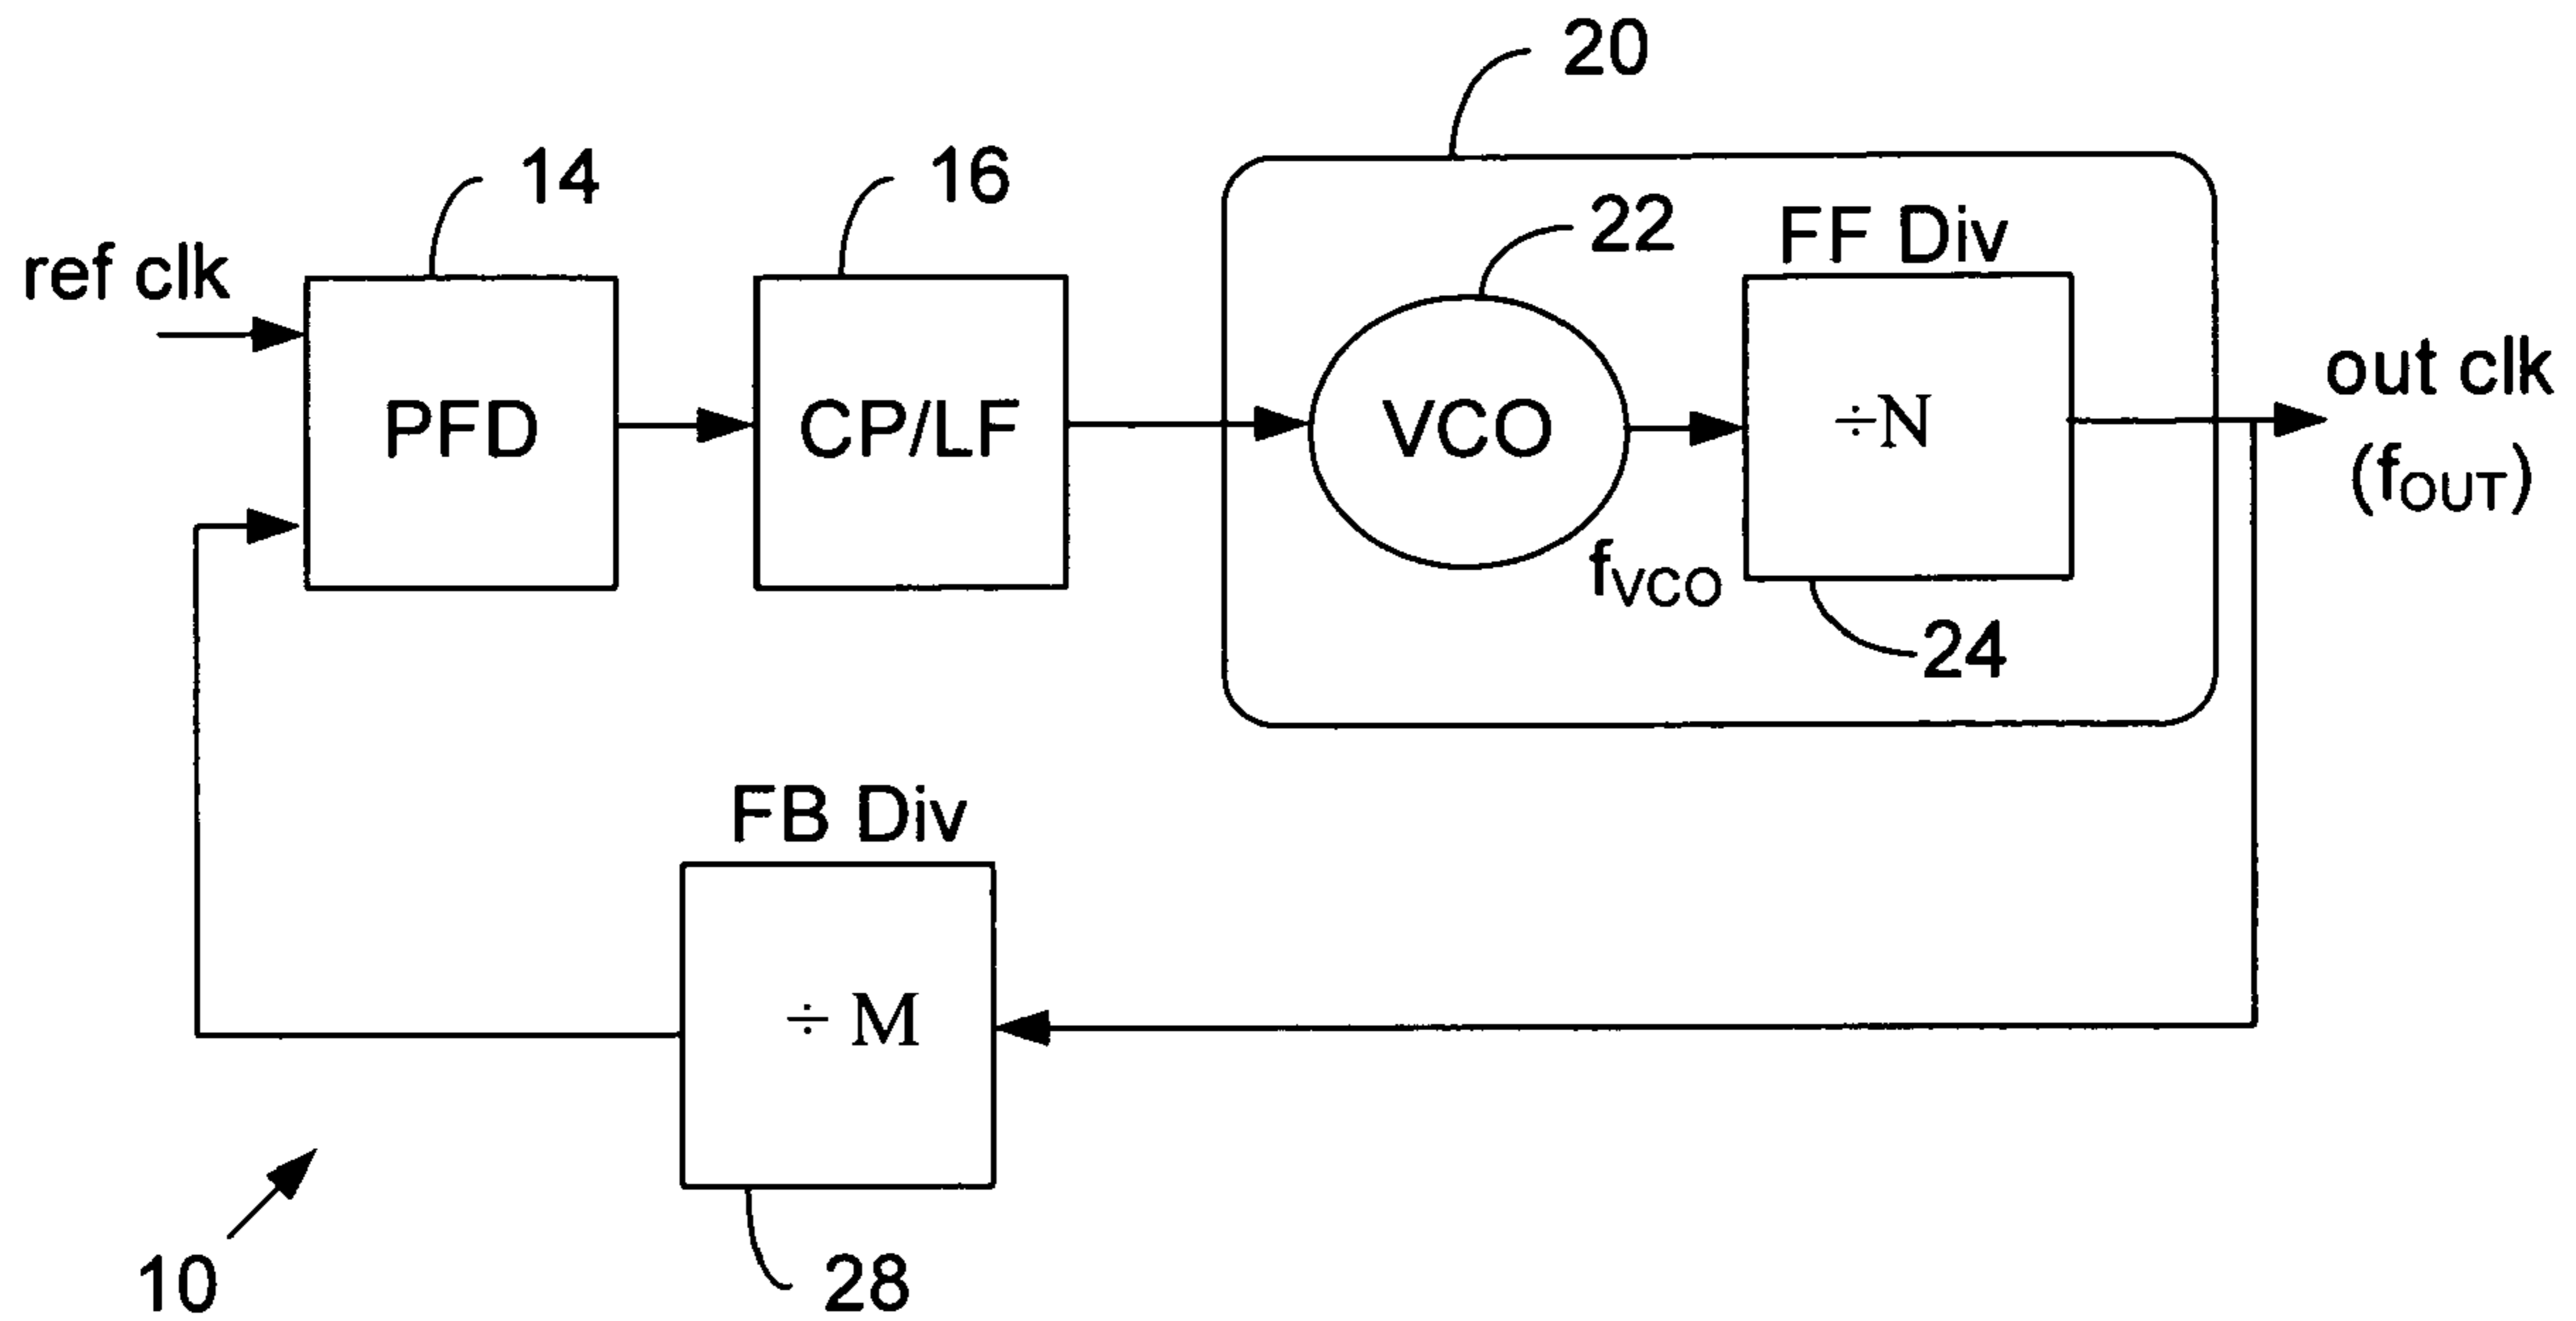 20
14
16
22
FF Div
ref clk
out clk
(fOUT)
PFD
CP/LF
VCO
÷N
fVCO
24
FB Div
÷ M
10
28